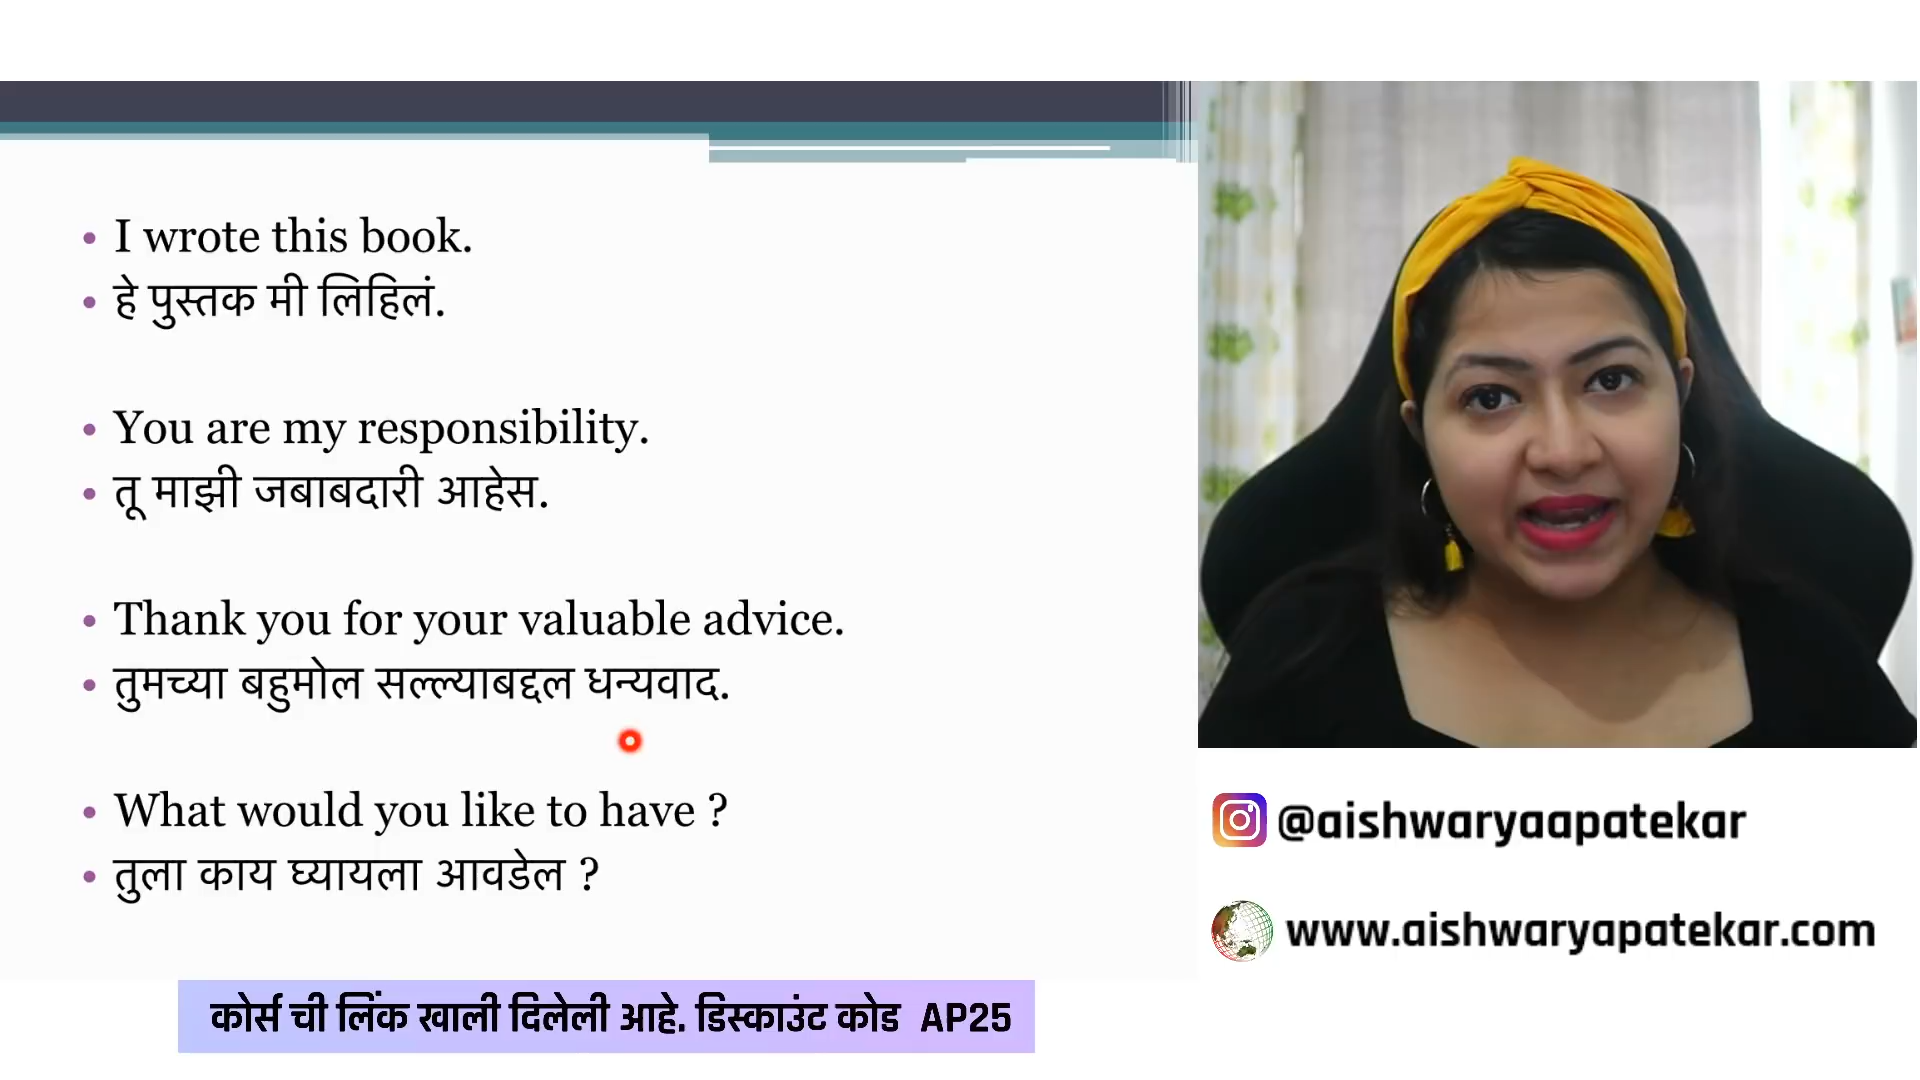 I wrote this book.
हे पुस्तक मी लिहिलं.
You are my responsibility.
तू माझी जबाबदारी आहेस.
Thank you for your valuable advice.
तुमच्या बहुमोल सल्ल्याबद्दल धन्यवाद.
What would you like to have ?
तुला काय घ्यायला आवडेल ?
@aishwaryaapatekar
www.aishwaryapatekar.com
कोर्स ची लिंक खाली दिलेली आहे. डिस्काउंट कोड AP25